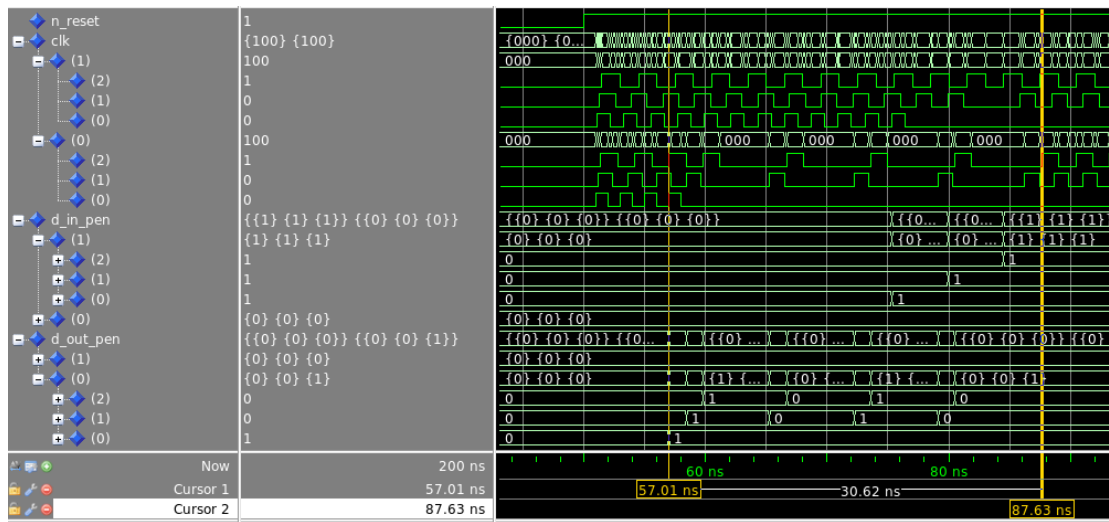 n_reset 1
clk {100} {100} {000} {0...
(1) 100 000
(2) 1
(1) 0
(0) 0
(0) 100 000 000 000 000 000
(2) 1
(1) 0
(0) 0
d_in_pen {{1} {1} {1}} {{0} {0} {0}} {{0} {0} {0}} {{0} {0} {0}} {{0... {{0... {{1} {1} {1}
(1) {1} {1} {1} {0} {0} {0} {0} ... {0} ... {1} {1} {1}
(2) 1 0 1
(1) 1 0 1
(0) 1 0 1
(0) {0} {0} {0} {0} {0} {0}
d_out_pen {{0} {0} {0}} {{0} {0} {1}} {{0} {0} {0}} {{0... {{0} ... {{0} ... {{0} ... {{0} {0} {0}} {{0}
(1) {0} {0} {0} {0} {0} {0}
(0) {0} {0} {1} {0} {0} {0} {1} {... {0} {... {1} {... {0} {0} {1}
(2) 0 0 1 0 1 0
(1) 0 0 1 0 1 0
(0) 1 0 1
Now 200 ns 60 ns 80 ns
Cursor 1 57.01 ns 57.01 ns 30.62 ns
Cursor 2 87.63 ns 87.63 ns